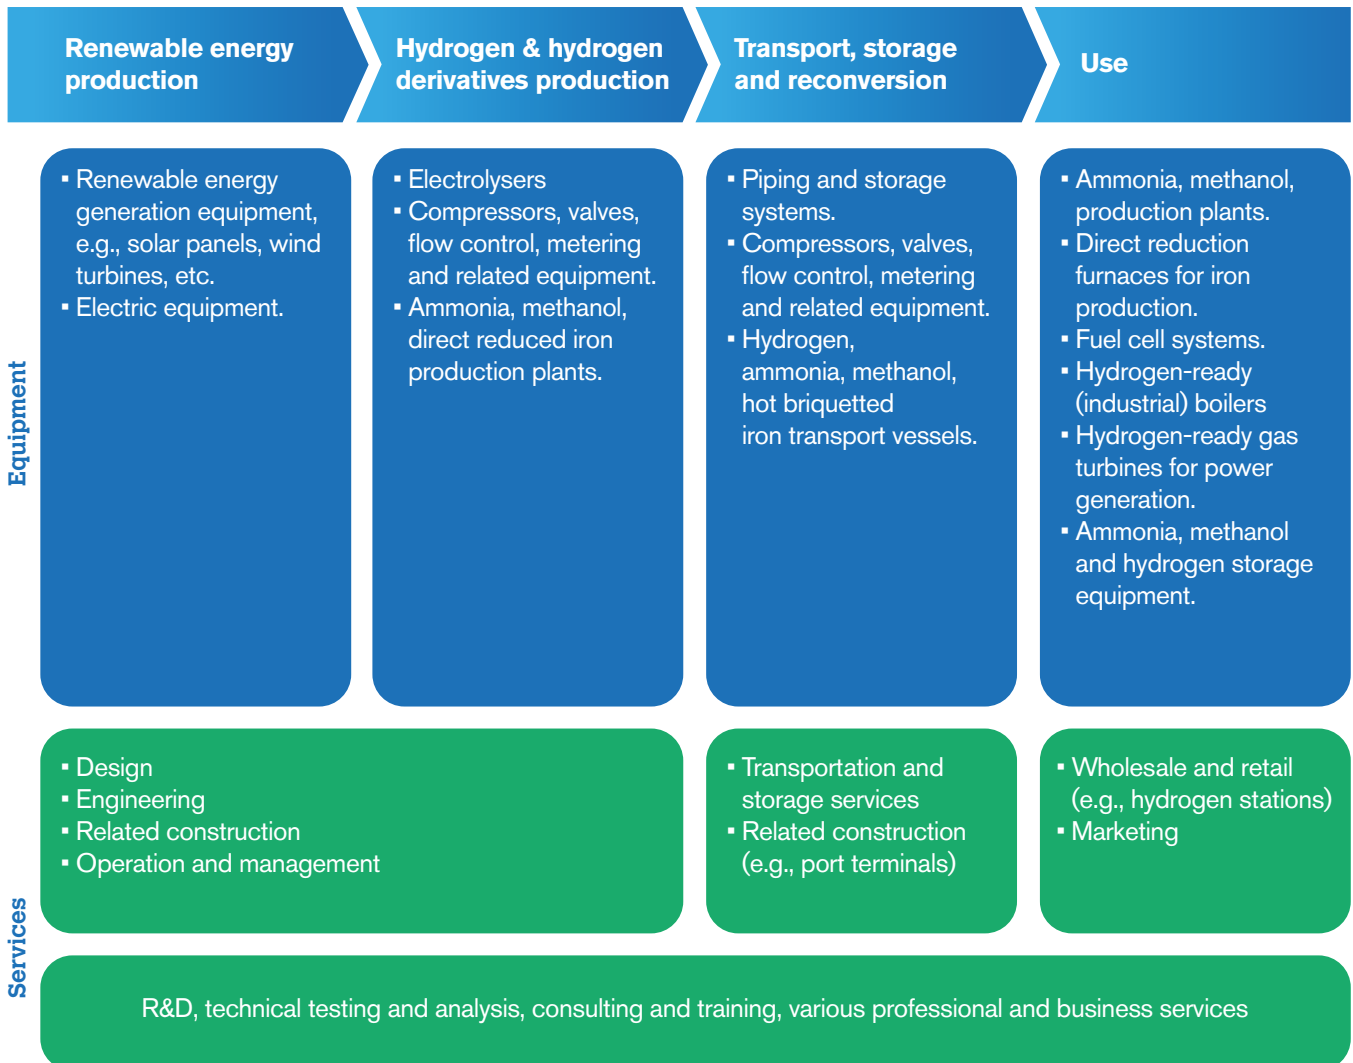 Renewable energy
production
Hydrogen & hydrogen
derivatives production
Transport, storage
and reconversion
Use
Equipment
▪ Renewable energy
generation equipment,
e.g., solar panels, wind
turbines, etc.
▪ Electric equipment.
▪ Electrolysers
▪ Compressors, valves,
flow control, metering
and related equipment.
▪ Ammonia, methanol,
direct reduced iron
production plants.
▪ Piping and storage
systems.
▪ Compressors, valves,
flow control, metering
and related equipment.
▪ Hydrogen,
ammonia, methanol,
hot briquetted
iron transport vessels.
▪ Ammonia, methanol,
production plants.
▪ Direct reduction
furnaces for iron
production.
▪ Fuel cell systems.
▪ Hydrogen-ready
(industrial) boilers
▪ Hydrogen-ready gas
turbines for power
generation.
▪ Ammonia, methanol
and hydrogen storage
equipment.
Services
▪ Design
▪ Engineering
▪ Related construction
▪ Operation and management
▪ Transportation and
storage services
▪ Related construction
(e.g., port terminals)
▪ Wholesale and retail
(e.g., hydrogen stations)
▪ Marketing
R&D, technical testing and analysis, consulting and training, various professional and business services